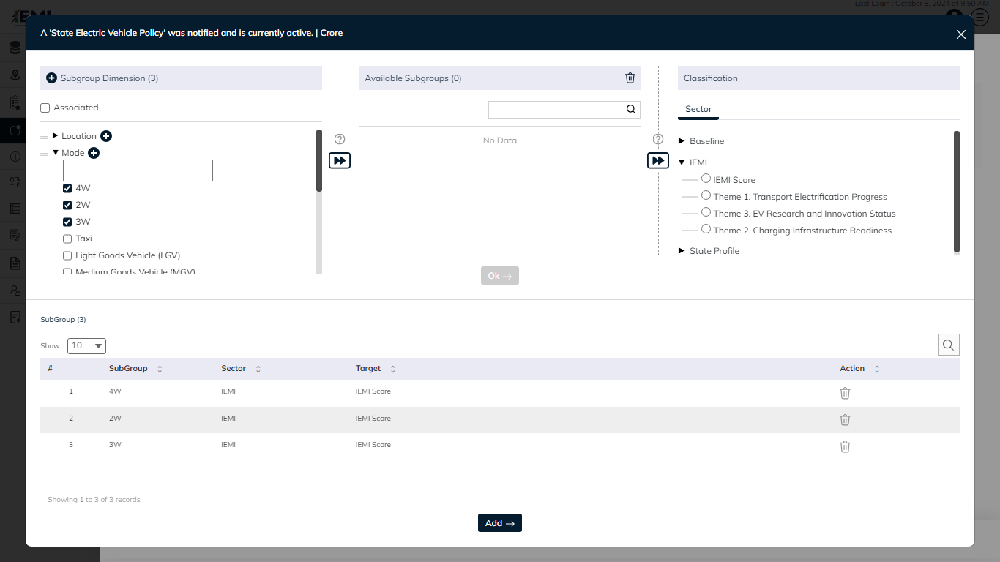 Last Login : October 8, 2024 at 9:50 AM
IEMI
A 'State Electric Vehicle Policy' was notified and is currently active. | Crore
Subgroup Dimension (3)
Available Subgroups (0)
Classification
Associated
Sector
Location
Mode
4W
2W
3W
Taxi
Light Goods Vehicle (LGV)
Medium Goods Vehicle (MGV)
?
No Data
?
Baseline
IEMI
IEMI Score
Theme 1. Transport Electrification Progress
Theme 3. EV Research and Innovation Status
Theme 2. Charging Infrastructure Readiness
State Profile
Ok →
SubGroup (3)
Show 10
# SubGroup Sector Target Action
1 4W IEMI IEMI Score
2 2W IEMI IEMI Score
3 3W IEMI IEMI Score
Showing 1 to 3 of 3 records
Add →